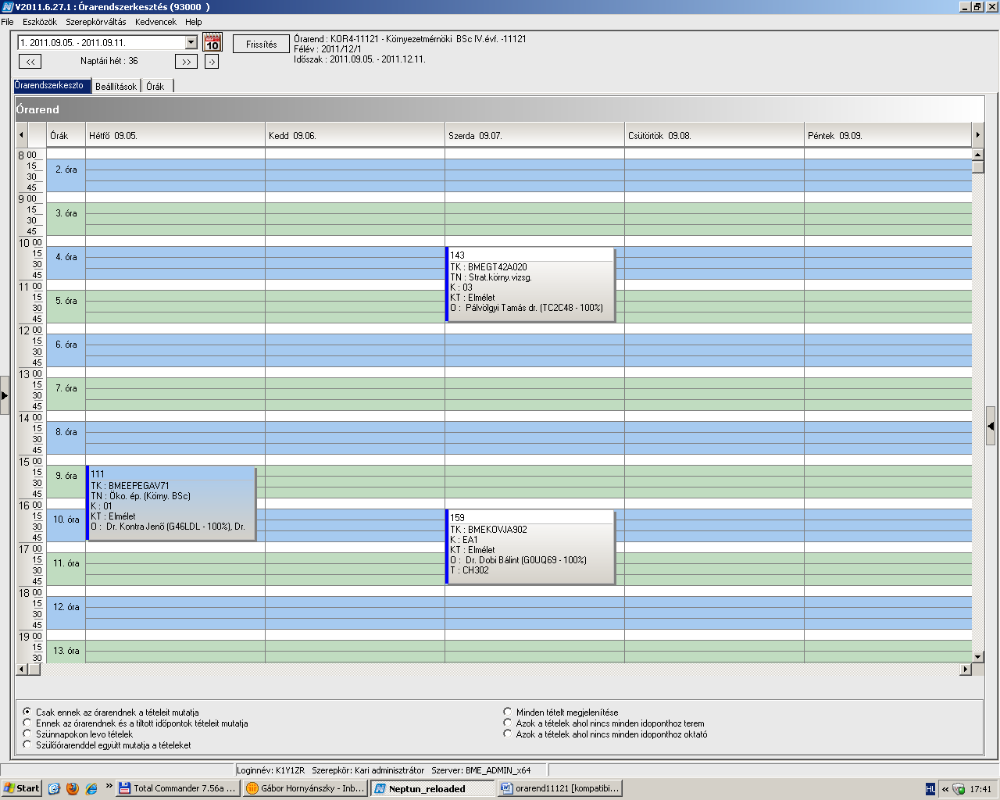 V2011.6.27.1 : Órarendszerkesztés (93000 )
File Eszközök Szerepkörváltás Kedvencek Help
1. 2011.09.05. - 2011.09.11.
10
Frissítés
Órarend : KOR4-11121 - Környezetmérnöki BSc IV.évf. -11121
Félév : 2011/12/1
Időszak : 2011.09.05. - 2011.12.11.
<< Naptári hét : 36 >> ->
Órarendszerkeszto Beállítások Órák
Órarend
Órák Hétfő 09.05. Kedd 09.06. Szerda 09.07. Csütörtök 09.08. Péntek 09.09.
8 00
15 2. óra
30
45
9 00
15 3. óra
30
45
10 00
15 4. óra
30
45
11 00
15 5. óra
30
45
12 00
15 6. óra
30
45
13 00
15 7. óra
30
45
14 00
15 8. óra
30
45
15 00
15 9. óra
30
45
16 00
15 10. óra
30
45
17 00
15 11. óra
30
45
18 00
15 12. óra
30
45
19 00
15 13. óra
30
143
TK : BMEGT42A020
TN : Strat.körny.vizsg.
K : 03
KT : Elmélet
O : Pálvölgyi Tamás dr. (TC2C48 - 100%)
111
TK : BMEEPEGAV71
TN : Öko. ép. (Körny. BSc)
K : 01
KT : Elmélet
O : Dr. Kontra Jenő (G46LDL - 100%), Dr.
159
TK : BMEKOVJA902
K : EA1
KT : Elmélet
O : Dr. Dobi Bálint (G0UQ69 - 100%)
T : CH302
Csak ennek az órarendnek a tételeit mutatja
Ennek az órarendnek és a tiltott időpontok tételeit mutatja
Szünnapokon levo tételek
Szülőórarenddel együtt mutatja a tételeket
Minden tételt megjelenítése
Azok a tételek ahol nincs minden idoponthoz terem
Azok a tételek ahol nincs minden idoponthoz oktató
Loginnév: K1Y1ZR Szerepkör: Kari adminisztrátor Szerver: BME_ADMIN_x64
Start » Total Commander 7.56a ... Gábor Hornyánszky - Inb... Neptun_reloaded orarend11121 [kompatibi... HU « 17:41